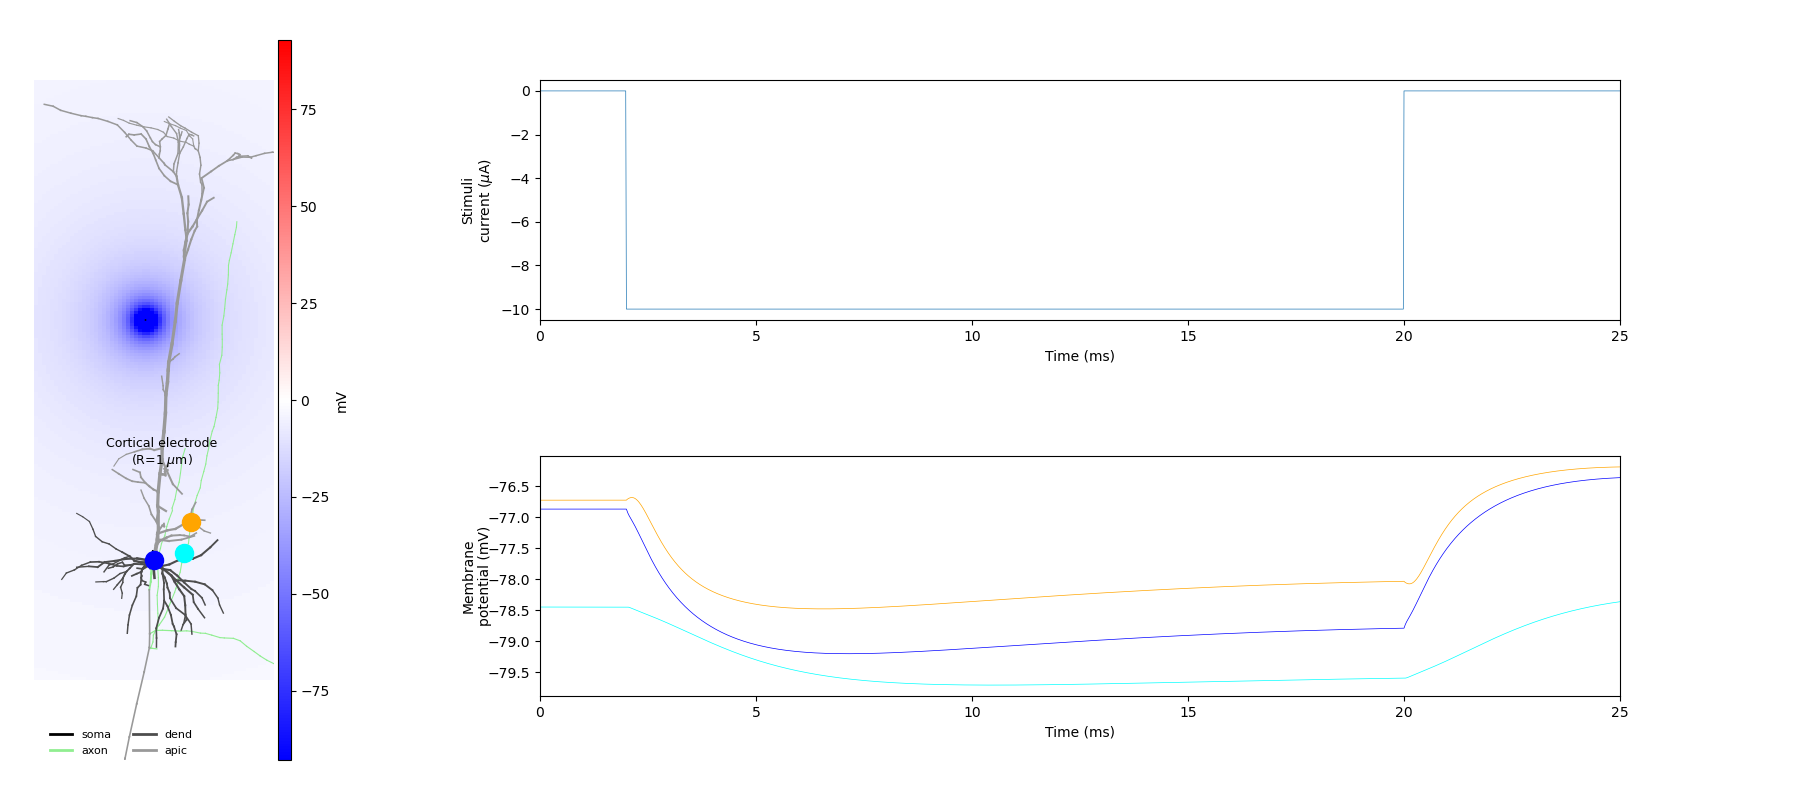 75
50
25
0
−25
−50
−75
mV
Cortical electrode
(R=1 μm)
soma
axon
dend
apic
0
−2
−4
−6
−8
−10
Stimuli
current (μA)
0
5
10
15
20
25
Time (ms)
−76.5
−77.0
−77.5
−78.0
−78.5
−79.0
−79.5
Membrane
potential (mV)
0
5
10
15
20
25
Time (ms)